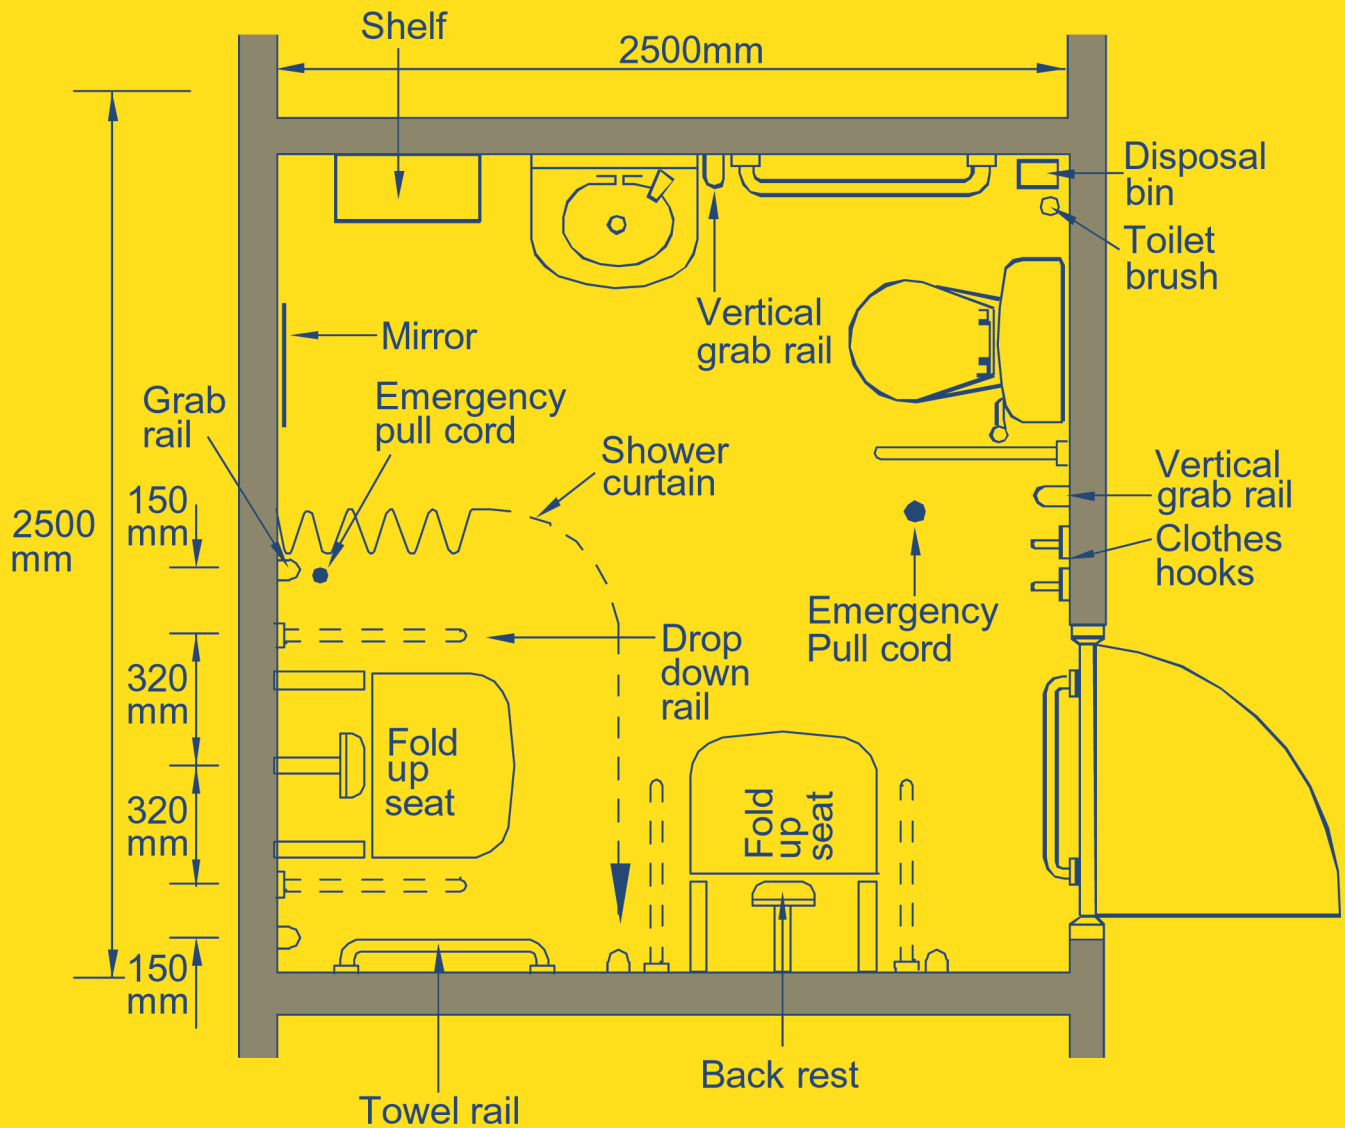 Shelf
2500mm
Disposal
bin
Toilet
brush
Vertical
grab rail
Mirror
Grab
rail
Emergency
pull cord
Shower
curtain
Vertical
grab rail
150
mm
2500
mm
Clothes
hooks
Emergency
Pull cord
Drop
down
rail
320
mm
Fold
up
seat
320
mm
Fold
up
seat
150
mm
Back rest
Towel rail